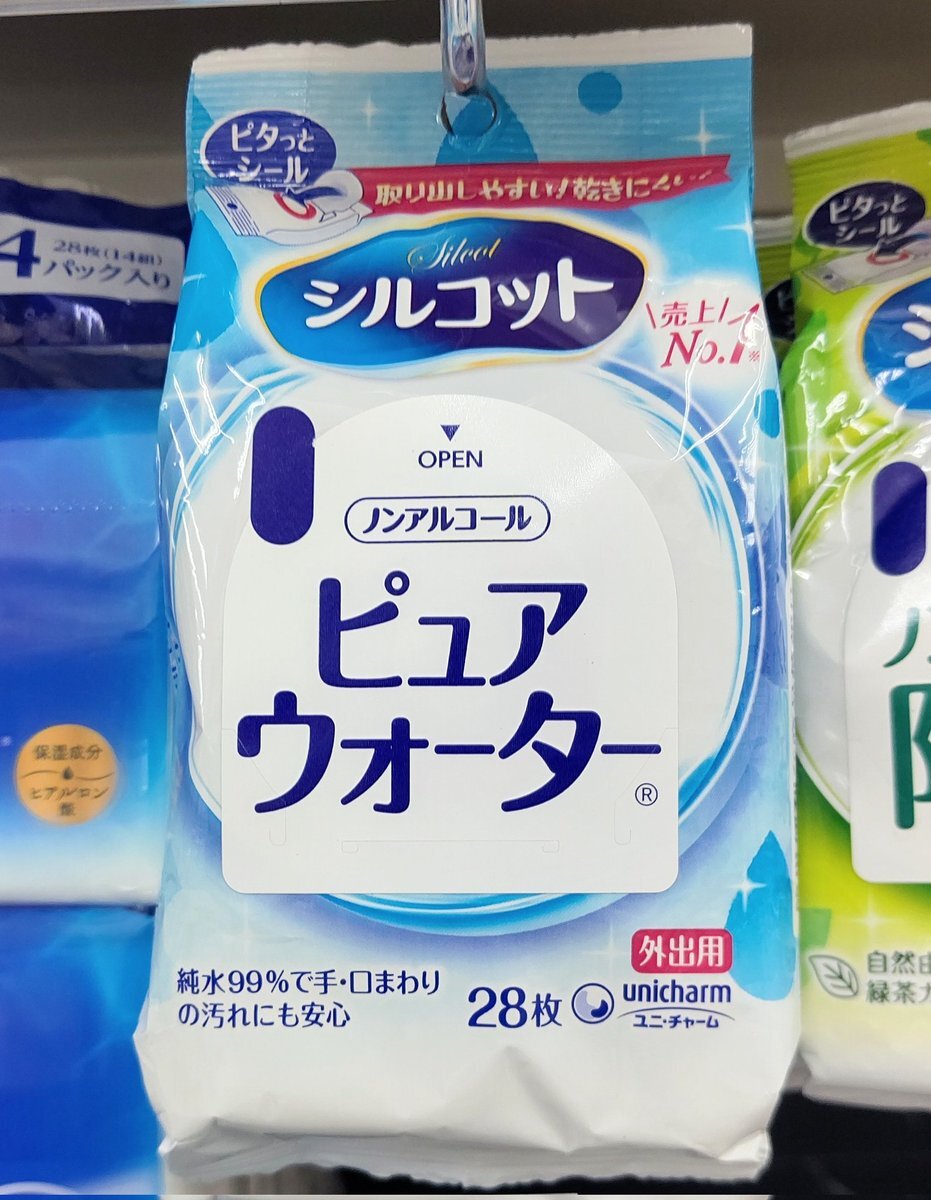 ピタっと
シール
取り出しやすい!乾きにくい!
Silcot
シルコット
売上
No.1※
OPEN
ノンアルコール
ピュア
ウォーター®
純水99%で手・口まわり
の汚れにも安心
外出用
28枚
unicharm
ユニ・チャーム
4
28枚(14組)
パック入り
保湿成分
ヒアルロン
酸
ピタっと
シール
シ
ノ
自然由
緑茶カ